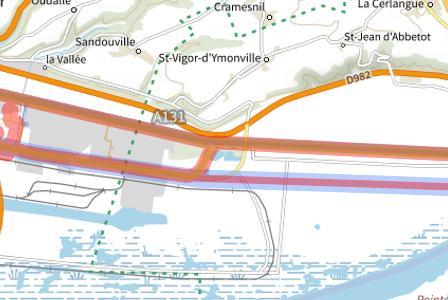 Oudalle
Cramesnil
La Cerlangue
Sandouville
St-Jean-d'Abbetot
la Vallée
St-Vigor-d'Ymonville
D982
A131